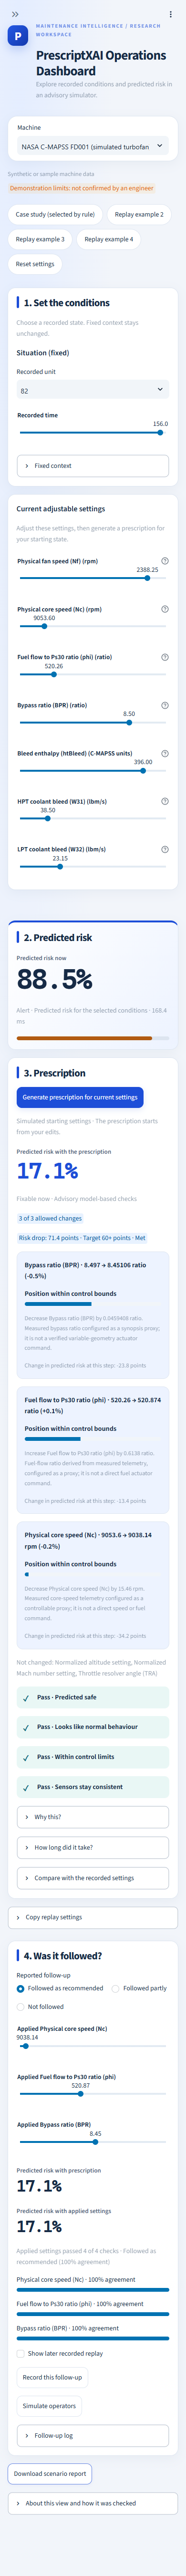 P
MAINTENANCE INTELLIGENCE / RESEARCH
WORKSPACE
PrescriptXAI Operations
Dashboard
Explore recorded conditions and predicted risk in
an advisory simulator.
Machine
NASA C-MAPSS FD001 (simulated turbofan
Synthetic or sample machine data
Demonstration limits: not confirmed by an engineer
Case study (selected by rule)
Replay example 2
Replay example 3
Replay example 4
Reset settings
1. Set the conditions
Choose a recorded state. Fixed context stays
unchanged.
Situation (fixed)
Recorded unit
82
Recorded time
156.0
Fixed context
Current adjustable settings
Adjust these settings, then generate a prescription for
your starting state.
Physical fan speed (Nf) (rpm)
2388.25
Physical core speed (Nc) (rpm)
9053.60
Fuel flow to Ps30 ratio (phi) (ratio)
520.26
Bypass ratio (BPR) (ratio)
8.50
Bleed enthalpy (htBleed) (C-MAPSS units)
396.00
HPT coolant bleed (W31) (lbm/s)
38.50
LPT coolant bleed (W32) (lbm/s)
23.15
2. Predicted risk
Predicted risk now
88.5%
Alert · Predicted risk for the selected conditions · 168.4
ms
3. Prescription
Generate prescription for current settings
Simulated starting settings · The prescription starts
from your edits.
Predicted risk with the prescription
17.1%
Fixable now · Advisory model-based checks
3 of 3 allowed changes
Risk drop: 71.4 points · Target 60+ points · Met
Bypass ratio (BPR) · 8.497 → 8.45106 ratio
(-0.5%)
Position within control bounds
Decrease Bypass ratio (BPR) by 0.0459408 ratio.
Measured bypass ratio configured as a synoptic proxy;
it is not a verified variable-geometry actuator
command.
Change in predicted risk at this step: -23.8 points
Fuel flow to Ps30 ratio (phi) · 520.26 → 520.874
ratio (+0.1%)
Position within control bounds
Increase Fuel flow to Ps30 ratio (phi) by 0.6138 ratio.
Fuel-flow ratio derived from measured telemetry,
configured as a proxy; it is not a direct fuel actuator
command.
Change in predicted risk at this step: -13.4 points
Physical core speed (Nc) · 9053.6 → 9038.14
rpm (-0.2%)
Position within control bounds
Decrease Physical core speed (Nc) by 15.46 rpm.
Measured core-speed telemetry configured as a
controllable proxy; it is not a direct speed or fuel
command.
Change in predicted risk at this step: -34.2 points
Not changed: Normalized altitude setting, Normalized
Mach number setting, Throttle resolver angle (TRA)
Pass · Predicted safe
Pass · Looks like normal behaviour
Pass · Within control limits
Pass · Sensors stay consistent
Why this?
How long did it take?
Compare with the recorded settings
Copy replay settings
4. Was it followed?
Reported follow-up
Followed as recommended
Followed partly
Not followed
Applied Physical core speed (Nc)
9038.14
Applied Fuel flow to Ps30 ratio (phi)
520.87
Applied Bypass ratio (BPR)
8.45
Predicted risk with prescription
17.1%
Predicted risk with applied settings
17.1%
Applied settings passed 4 of 4 checks · Followed as
recommended (100% agreement)
Physical core speed (Nc) · 100% agreement
Fuel flow to Ps30 ratio (phi) · 100% agreement
Bypass ratio (BPR) · 100% agreement
Show later recorded replay
Record this follow-up
Simulate operators
Follow-up log
Download scenario report
About this view and how it was checked